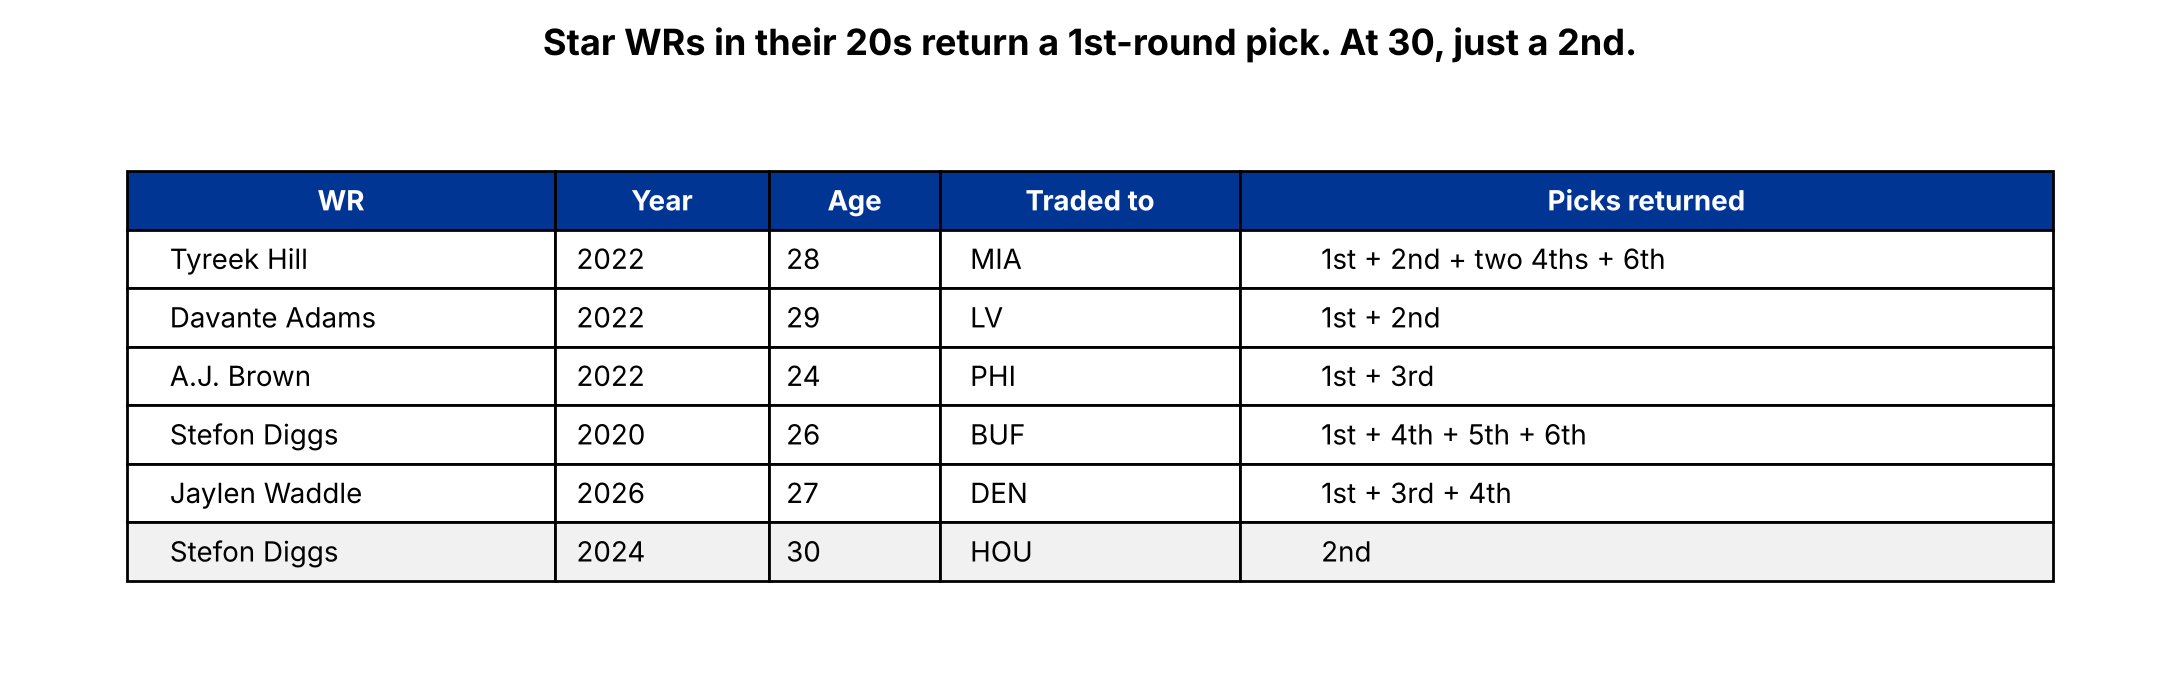 Star WRs in their 20s return a 1st-round pick. At 30, just a 2nd.
WR Year Age Traded to Picks returned
Tyreek Hill 2022 28 MIA 1st + 2nd + two 4ths + 6th
Davante Adams 2022 29 LV 1st + 2nd
A.J. Brown 2022 24 PHI 1st + 3rd
Stefon Diggs 2020 26 BUF 1st + 4th + 5th + 6th
Jaylen Waddle 2026 27 DEN 1st + 3rd + 4th
Stefon Diggs 2024 30 HOU 2nd